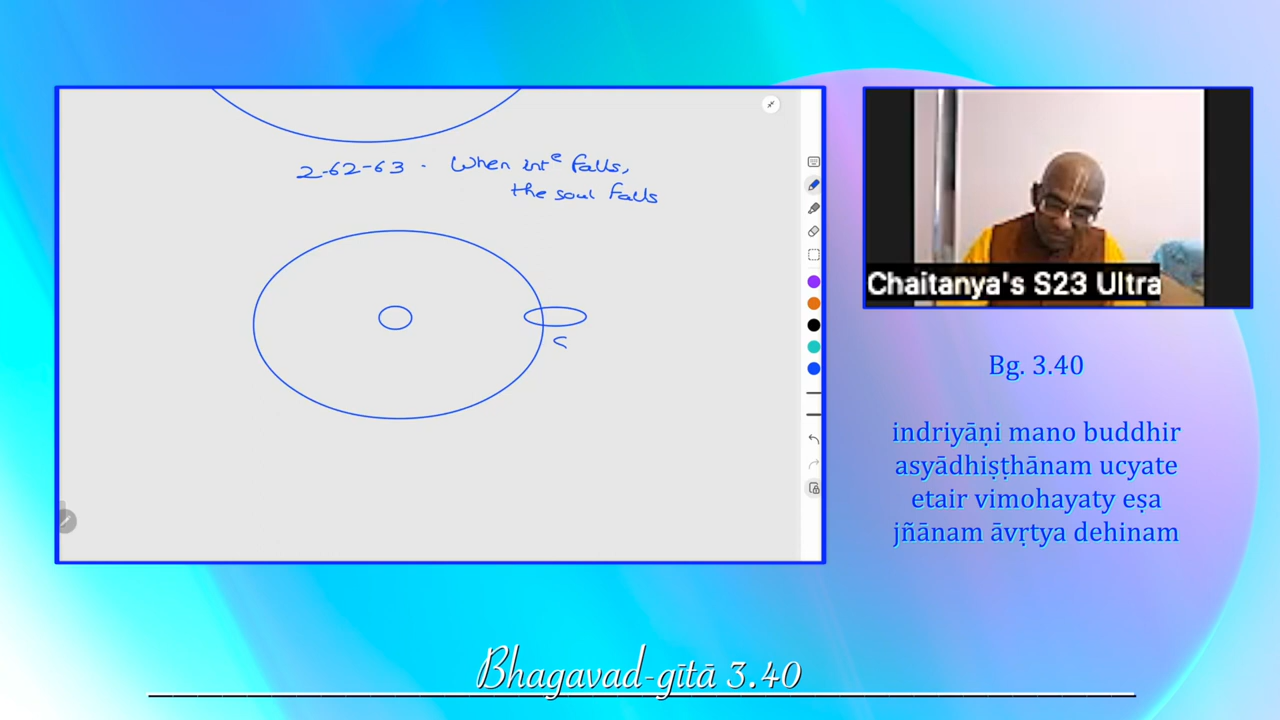 2-62-63 - When intᵉ falls,
the soul falls
Chaitanya's S23 Ultra
Bg. 3.40
indriyāṇi mano buddhir
asyādhiṣṭhānam ucyate
etair vimohayaty eṣa
jñānam āvṛtya dehinam
Bhagavad-gītā 3.40